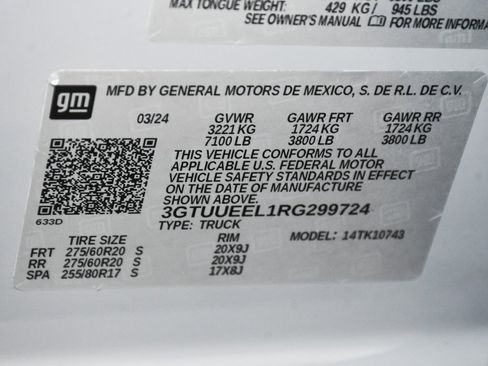 MAX TONGUE WEIGHT: 429 KG / 945 LBS
SEE OWNER'S MANUAL FOR MORE INFORMA
gm
MFD BY GENERAL MOTORS DE MEXICO, S. DE R.L. DE C.V.
03/24 GVWR GAWR FRT GAWR RR
3221 KG 1724 KG 1724 KG
7100 LB 3800 LB 3800 LB
THIS VEHICLE CONFORMS TO ALL
APPLICABLE U.S. FEDERAL MOTOR
VEHICLE SAFETY STANDARDS IN EFFECT
ON THE DATE OF MANUFACTURE
SHOWN ABOVE.
633D
3GTUUEEL1RG299724
TYPE: TRUCK
TIRE SIZE RIM MODEL: 14TK10743
FRT 275/60R20 S 20X9J
RR 275/60R20 S 20X9J
SPA 255/80R17 S 17X8J